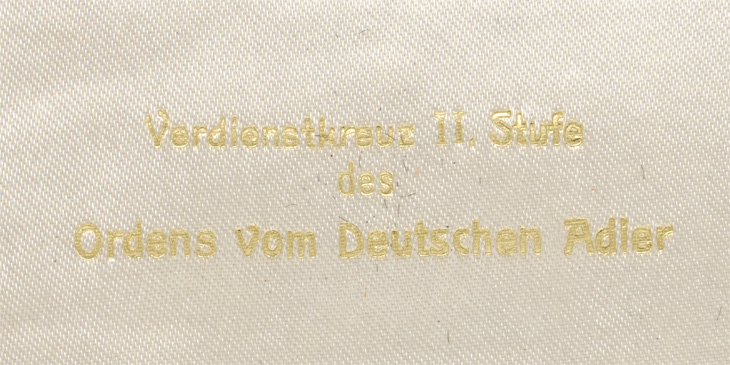 Verdienstkreuz II. Stufe
des
Ordens vom Deutschen Adler